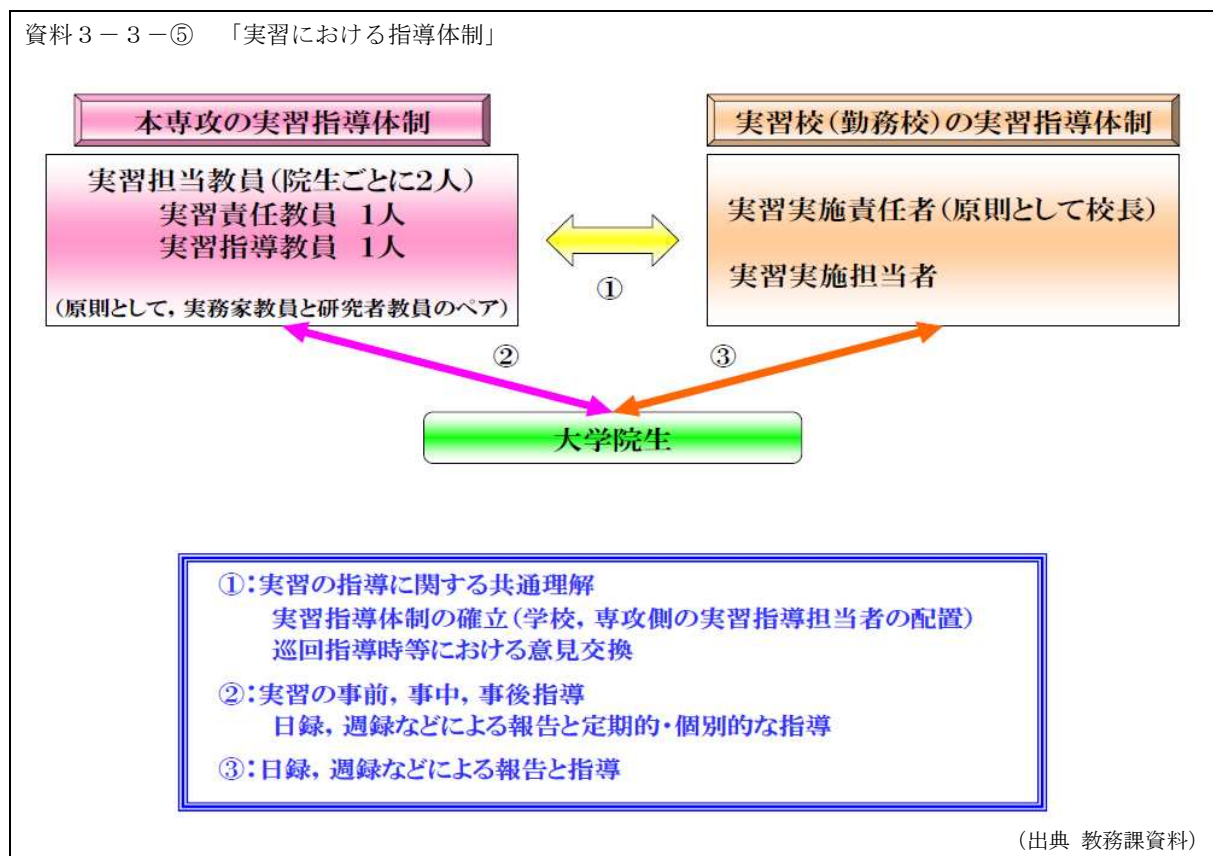 資料3-3-⑤ 「実習における指導体制」
本専攻の実習指導体制
実習担当教員(院生ごとに2人)
実習責任教員 1人
実習指導教員 1人
(原則として,実務家教員と研究者教員のペア)
実習校(勤務校)の実習指導体制
実習実施責任者(原則として校長)
実習実施担当者
①
②
③
大学院生
①:実習の指導に関する共通理解
実習指導体制の確立(学校,専攻側の実習指導担当者の配置)
巡回指導時等における意見交換
②:実習の事前,事中,事後指導
日録,週録などによる報告と定期的・個別的な指導
③:日録,週録などによる報告と指導
(出典 教務課資料)